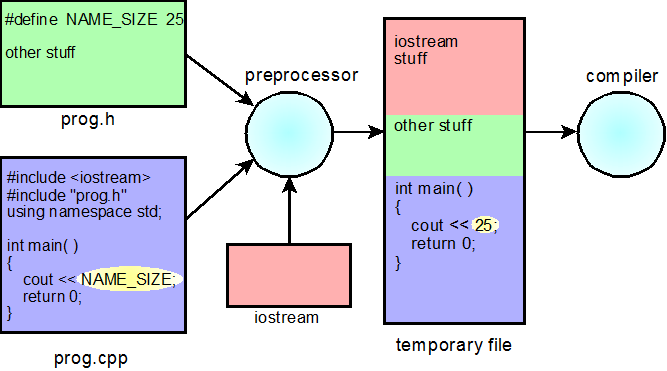 #define NAME_SIZE 25
other stuff
prog.h
#include <iostream>
#include "prog.h"
using namespace std;
int main( )
{
cout << NAME_SIZE;
return 0;
}
prog.cpp
preprocessor
iostream
iostream
stuff
other stuff
int main( )
{
cout << 25;
return 0;
}
temporary file
compiler